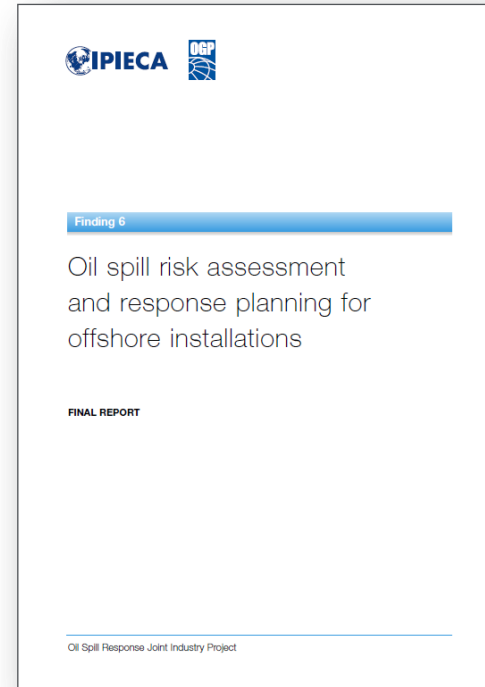 IPIECA
OGP
Finding 6
Oil spill risk assessment
and response planning for
offshore installations
FINAL REPORT
Oil Spill Response Joint Industry Project